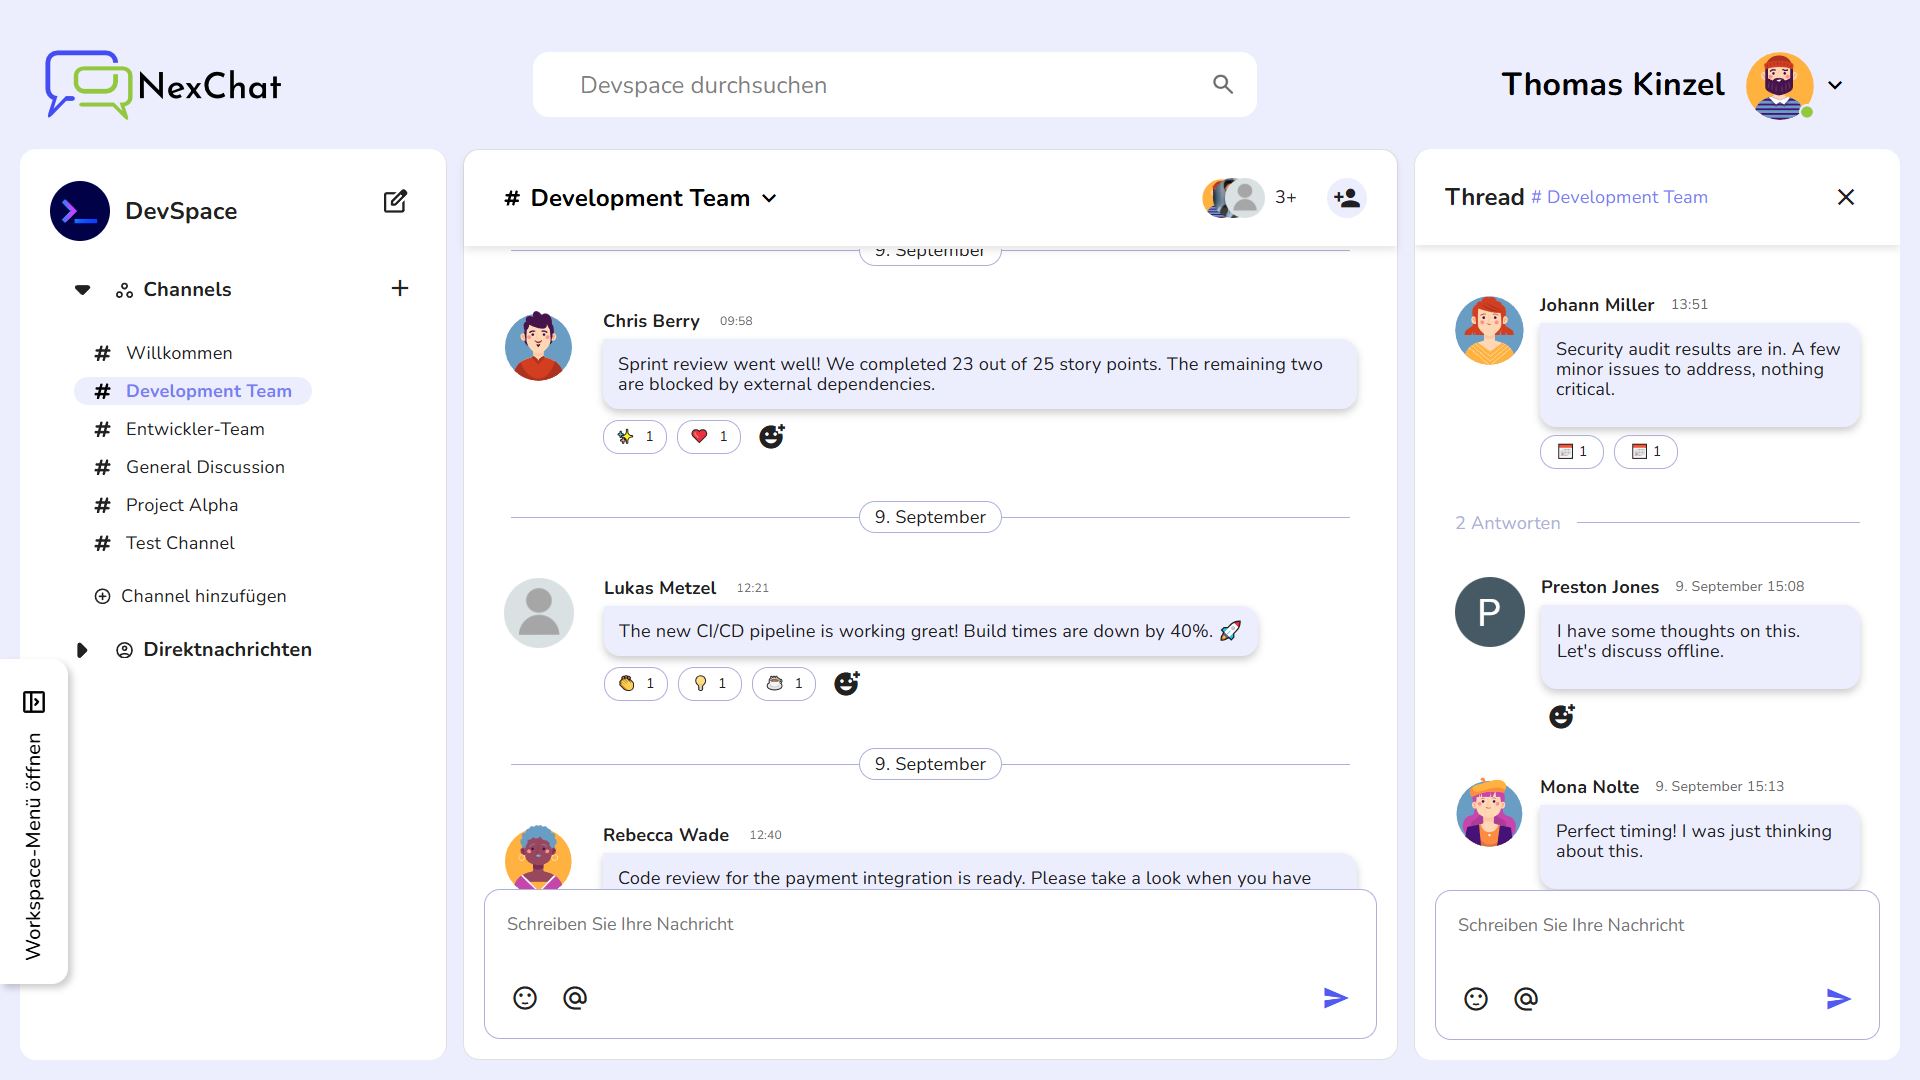 NexChat
Devspace durchsuchen
Thomas Kinzel
DevSpace
Channels
# Willkommen
# Development Team
# Entwickler-Team
# General Discussion
# Project Alpha
# Test Channel
Channel hinzufügen
Direktnachrichten
Workspace-Menü öffnen
# Development Team
3+
9. September
Chris Berry 09:58
Sprint review went well! We completed 23 out of 25 story points. The remaining two
are blocked by external dependencies.
✨ 1 ❤️ 1
9. September
Lukas Metzel 12:21
The new CI/CD pipeline is working great! Build times are down by 40%. 🚀
👏 1 💡 1 ☕ 1
9. September
Rebecca Wade 12:40
Code review for the payment integration is ready. Please take a look when you have
Schreiben Sie Ihre Nachricht
@
Thread # Development Team
Johann Miller 13:51
Security audit results are in. A few
minor issues to address, nothing
critical.
📅 1 📅 1
2 Antworten
P
Preston Jones 9. September 15:08
I have some thoughts on this.
Let's discuss offline.
Mona Nolte 9. September 15:13
Perfect timing! I was just thinking
about this.
Schreiben Sie Ihre Nachricht
@